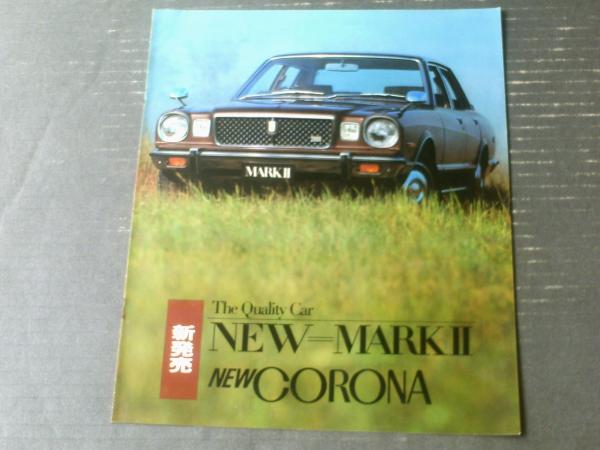 MARK II
The Quality Car
新発売
NEW=MARK II
NEW CORONA